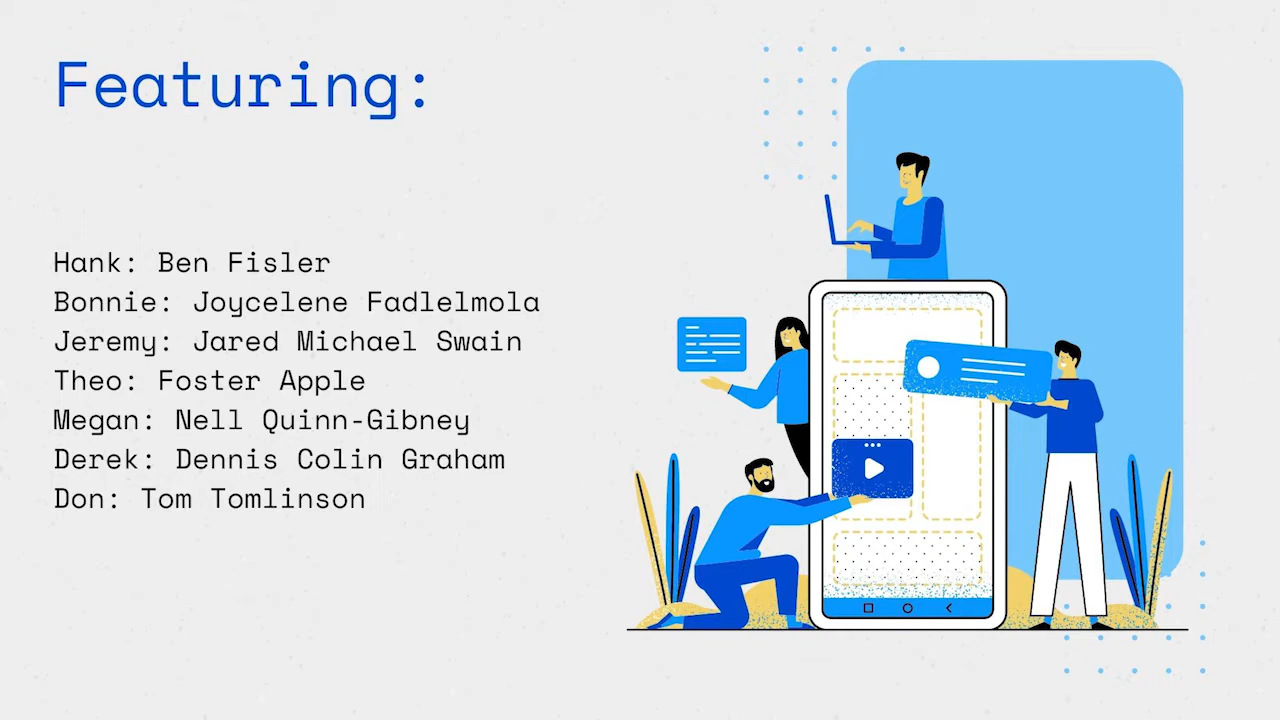 Featuring:
Hank: Ben Fisler
Bonnie: Joycelene Fadlelmola
Jeremy: Jared Michael Swain
Theo: Foster Apple
Megan: Nell Quinn-Gibney
Derek: Dennis Colin Graham
Don: Tom Tomlinson